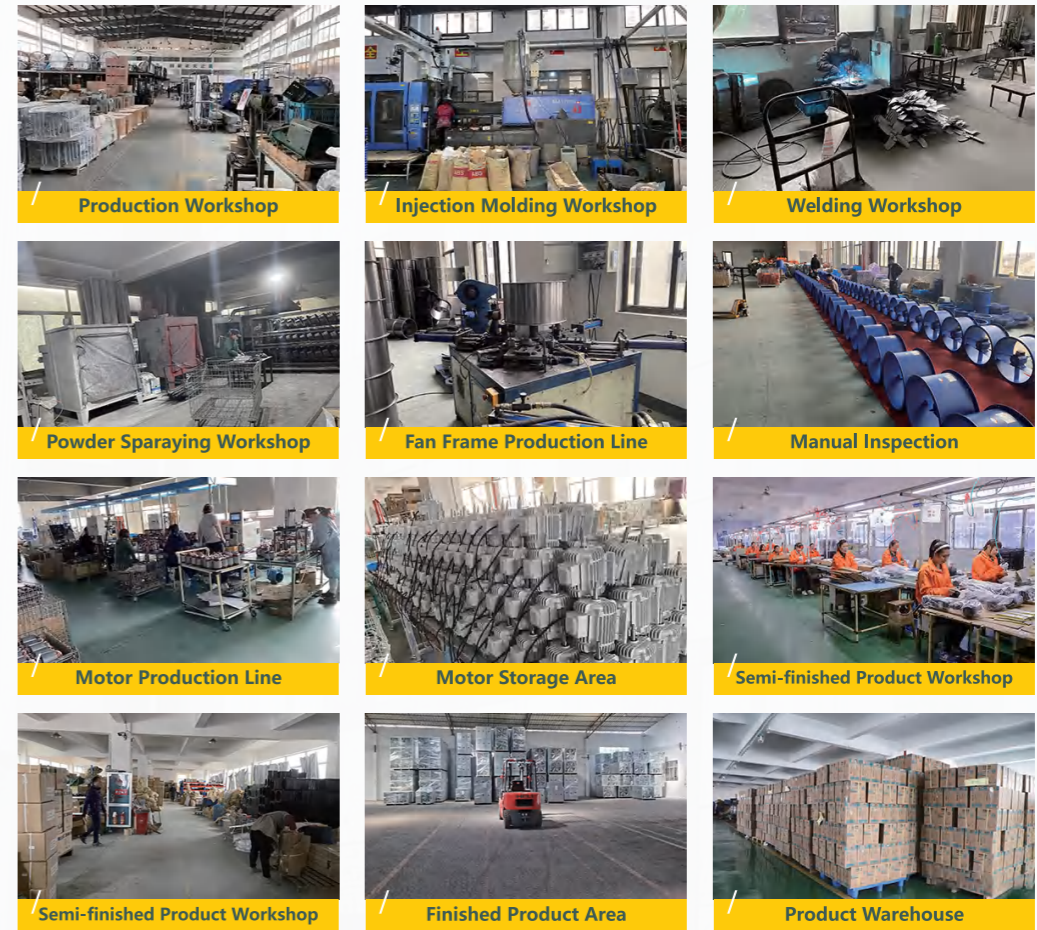 Production Workshop
Injection Molding Workshop
Welding Workshop
Powder Sparaying Workshop
Fan Frame Production Line
Manual Inspection
Motor Production Line
Motor Storage Area
Semi-finished Product Workshop
Semi-finished Product Workshop
Finished Product Area
Product Warehouse